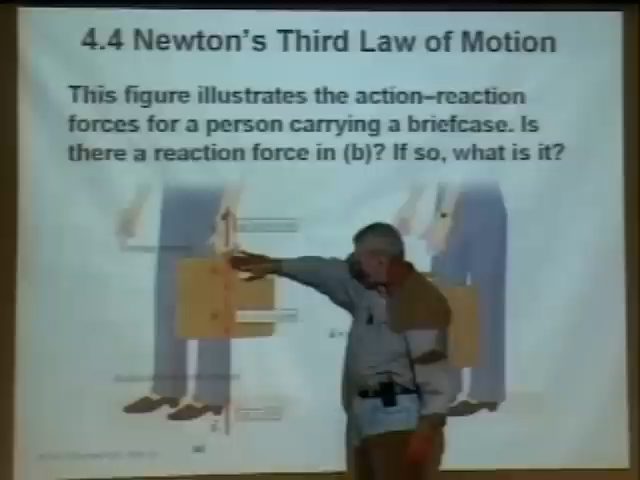 4.4 Newton's Third Law of Motion
This figure illustrates the action–reaction
forces for a person carrying a briefcase. Is
there a reaction force in (b)? If so, what is it?